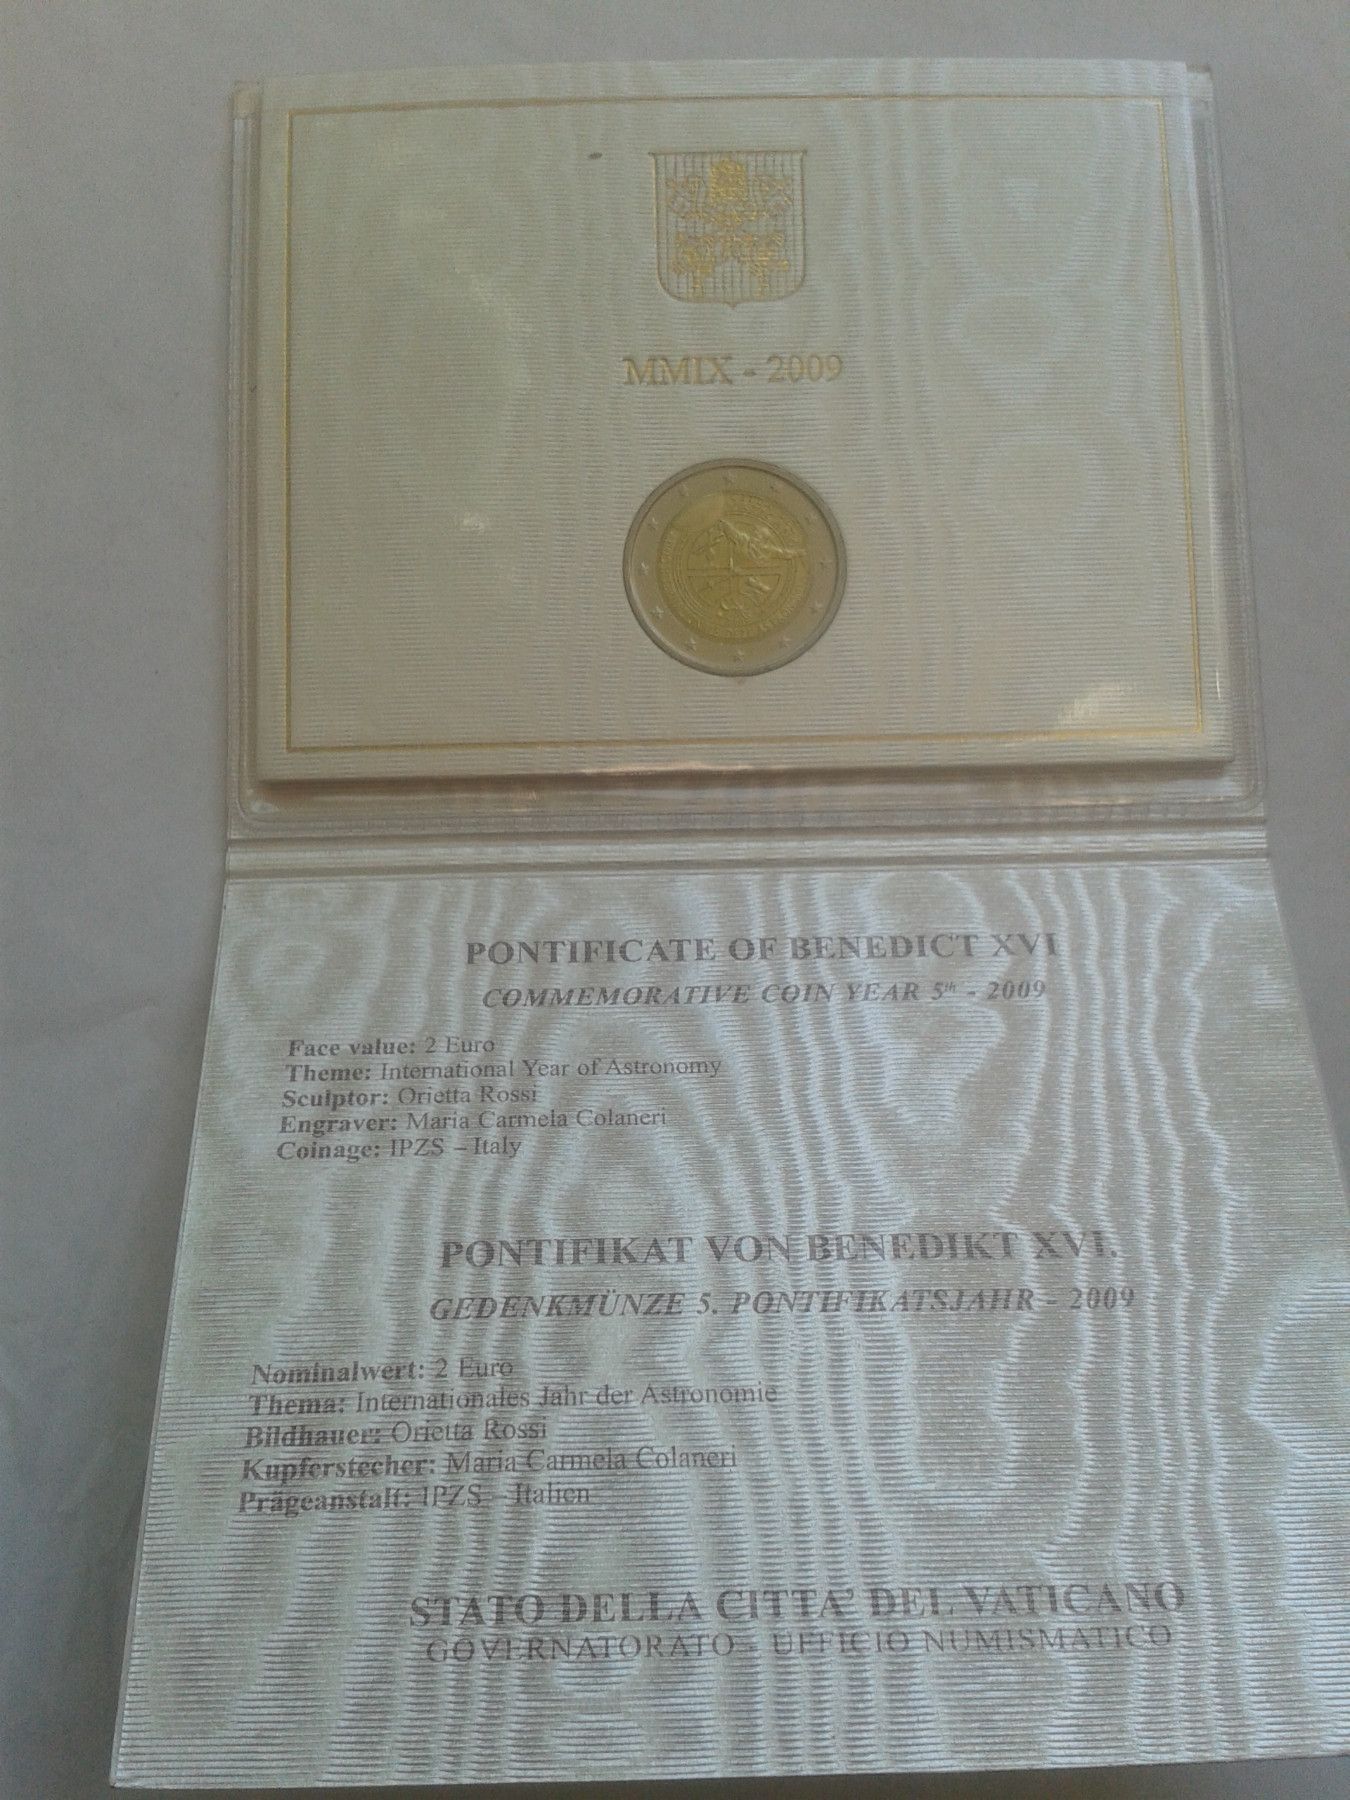 MMIX - 2009
PONTIFICATE OF BENEDICT XVI
COMMEMORATIVE COIN YEAR 5th - 2009
Face value: 2 Euro
Theme: International Year of Astronomy
Sculptor: Orietta Rossi
Engraver: Maria Carmela Colaneri
Coinage: IPZS – Italy
PONTIFIKAT VON BENEDIKT XVI.
GEDENKMÜNZE 5. PONTIFIKATSJAHR - 2009
Nominalwert: 2 Euro
Thema: Internationales Jahr der Astronomie
Bildhauer: Orietta Rossi
Kupferstecher: Maria Carmela Colaneri
Prägeanstalt: IPZS – Italien
STATO DELLA CITTA' DEL VATICANO
GOVERNATORATO - UFFICIO NUMISMATICO